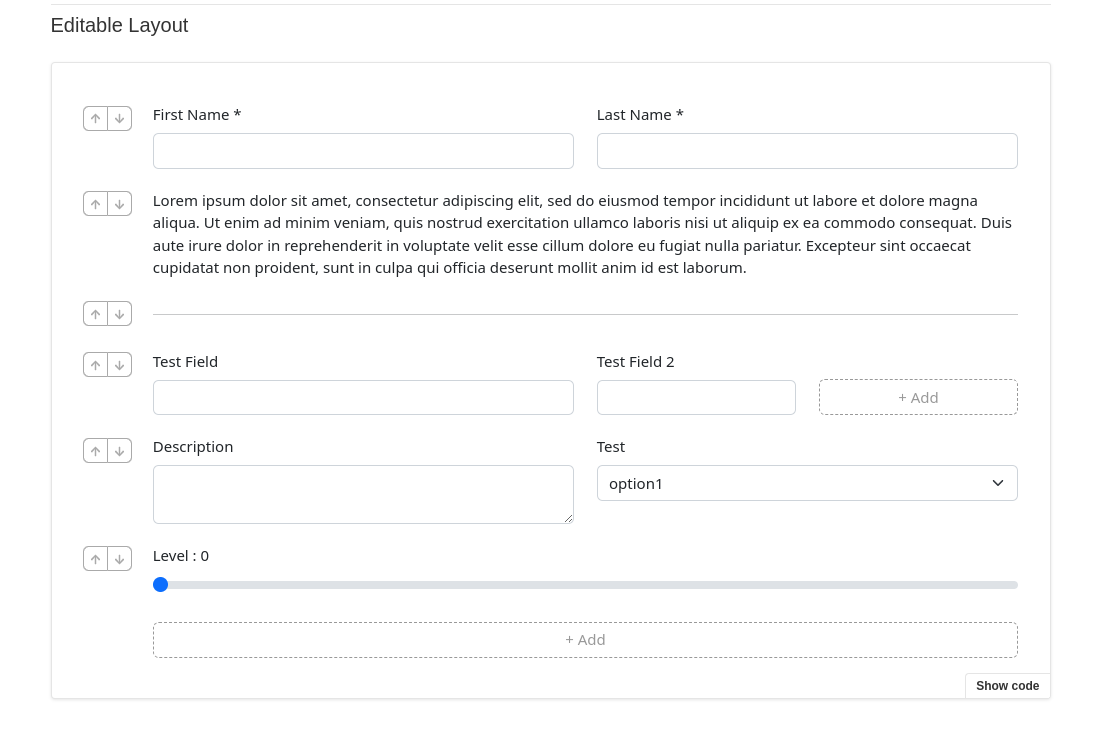 Editable Layout
First Name * Last Name *
Lorem ipsum dolor sit amet, consectetur adipiscing elit, sed do eiusmod tempor incididunt ut labore et dolore magna
aliqua. Ut enim ad minim veniam, quis nostrud exercitation ullamco laboris nisi ut aliquip ex ea commodo consequat. Duis
aute irure dolor in reprehenderit in voluptate velit esse cillum dolore eu fugiat nulla pariatur. Excepteur sint occaecat
cupidatat non proident, sunt in culpa qui officia deserunt mollit anim id est laborum.
Test Field Test Field 2
+ Add
Description Test
option1
Level : 0
+ Add
Show code